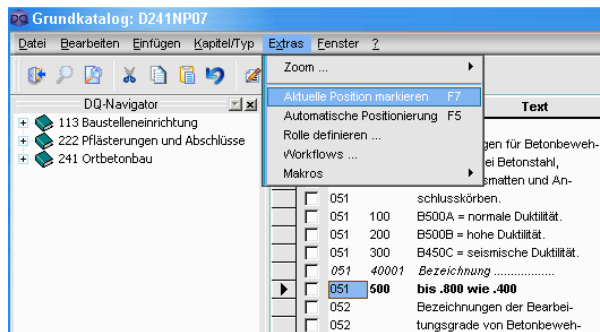 DQ Grundkatalog: D241NP07
Datei Bearbeiten Einfügen Kapitel/Typ Extras Fenster ?
Zoom ...
Aktuelle Position markieren F7
Automatische Positionierung F5
Rolle definieren ...
Workflows ...
Makros
DQ-Navigator
113 Baustelleneinrichtung
222 Pflästerungen und Abschlüsse
241 Ortbetonbau
Text
gen für Betonbeweh-
ei Betonstahl,
smatten und An-
051 schlusskörben.
051 100 B500A = normale Duktilität.
051 200 B500B = hohe Duktilität.
051 300 B450C = seismische Duktilität.
051 40001 Bezeichnung ..................
051 500 bis .800 wie .400
052 Bezeichnungen der Bearbei-
052 tungsgrade von Betonbeweh-